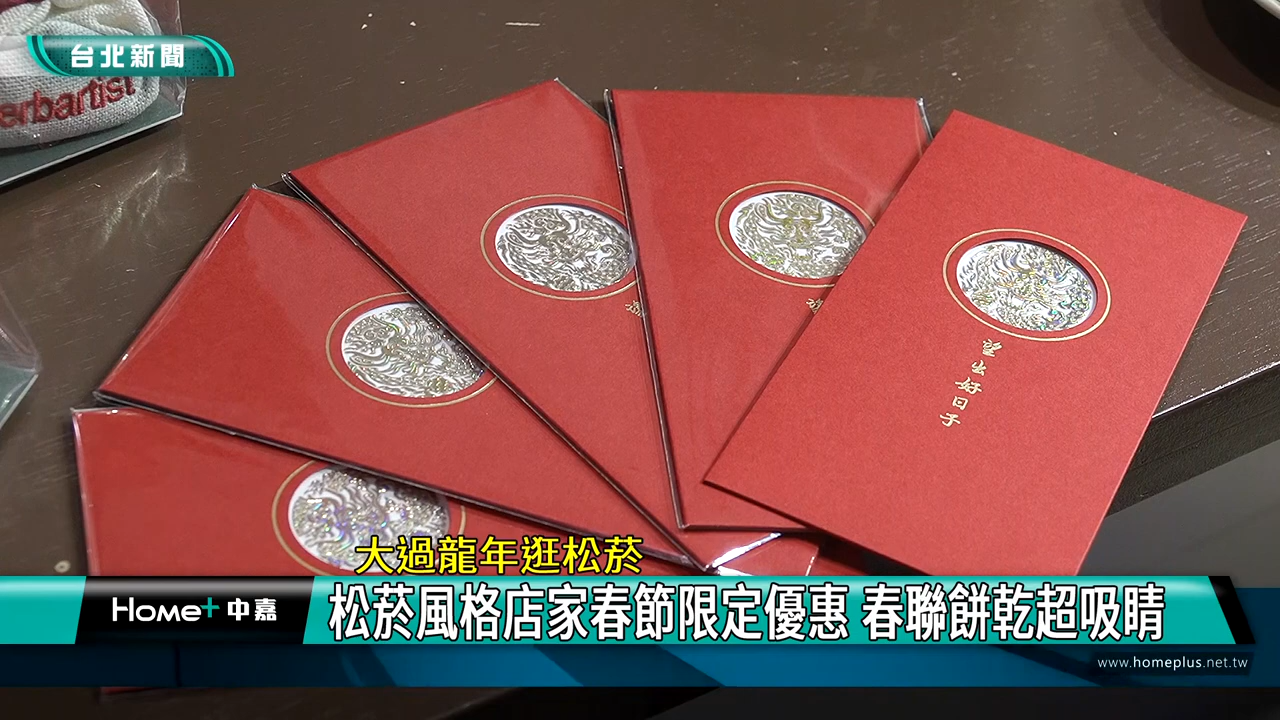 台北新聞
erbartist
望出好日子
大過龍年逛松菸
Home+ 中嘉
松菸風格店家春節限定優惠 春聯餅乾超吸睛
www.homeplus.net.tw